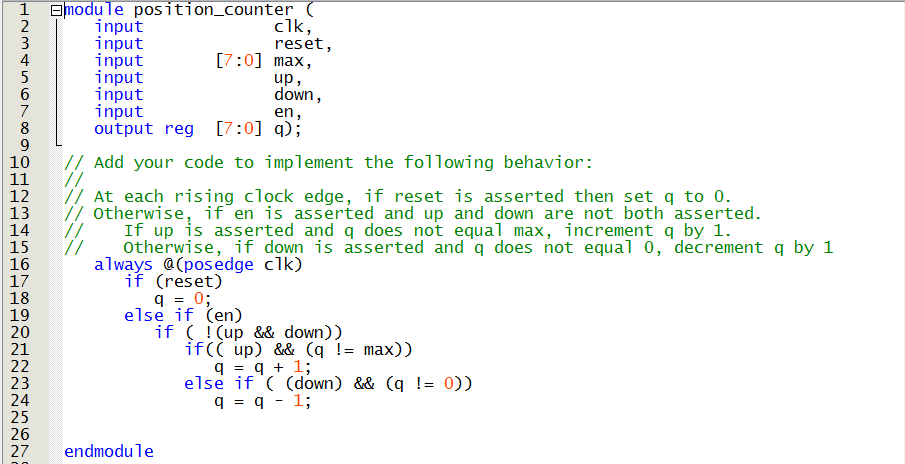 1 module position_counter (
2 input clk,
3 input reset,
4 input [7:0] max,
5 input up,
6 input down,
7 input en,
8 output reg [7:0] q);
9
10 // Add your code to implement the following behavior:
11 //
12 // At each rising clock edge, if reset is asserted then set q to 0.
13 // Otherwise, if en is asserted and up and down are not both asserted.
14 // If up is asserted and q does not equal max, increment q by 1.
15 // Otherwise, if down is asserted and q does not equal 0, decrement q by 1
16 always @(posedge clk)
17 if (reset)
18 q = 0;
19 else if (en)
20 if ( !(up && down))
21 if(( up) && (q != max))
22 q = q + 1;
23 else if ( (down) && (q != 0))
24 q = q - 1;
25
26
27 endmodule